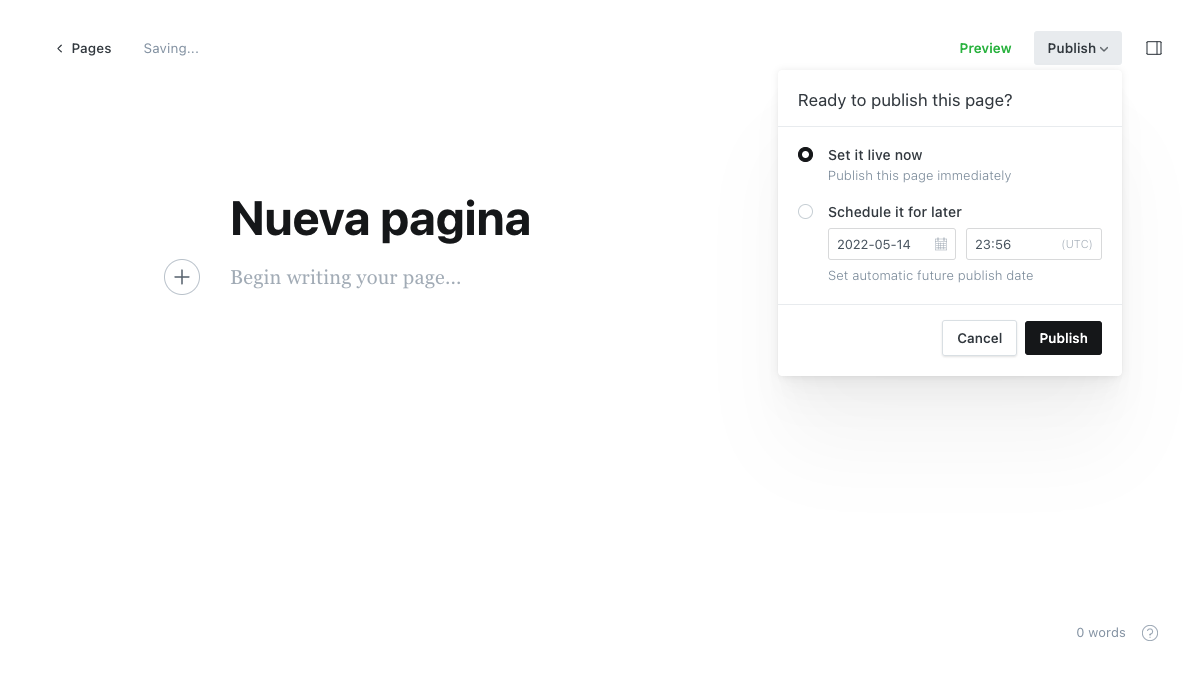 Pages
Saving...
Preview
Publish
Ready to publish this page?
Set it live now
Publish this page immediately
Schedule it for later
2022-05-14
23:56
(UTC)
Set automatic future publish date
Cancel
Publish
Nueva pagina
Begin writing your page...
0 words
?